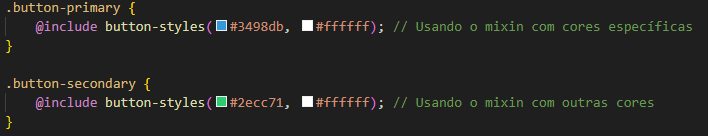 .button-primary {
@include button-styles(#3498db, #ffffff); // Usando o mixin com cores específicas
}
.button-secondary {
@include button-styles(#2ecc71, #ffffff); // Usando o mixin com outras cores
}